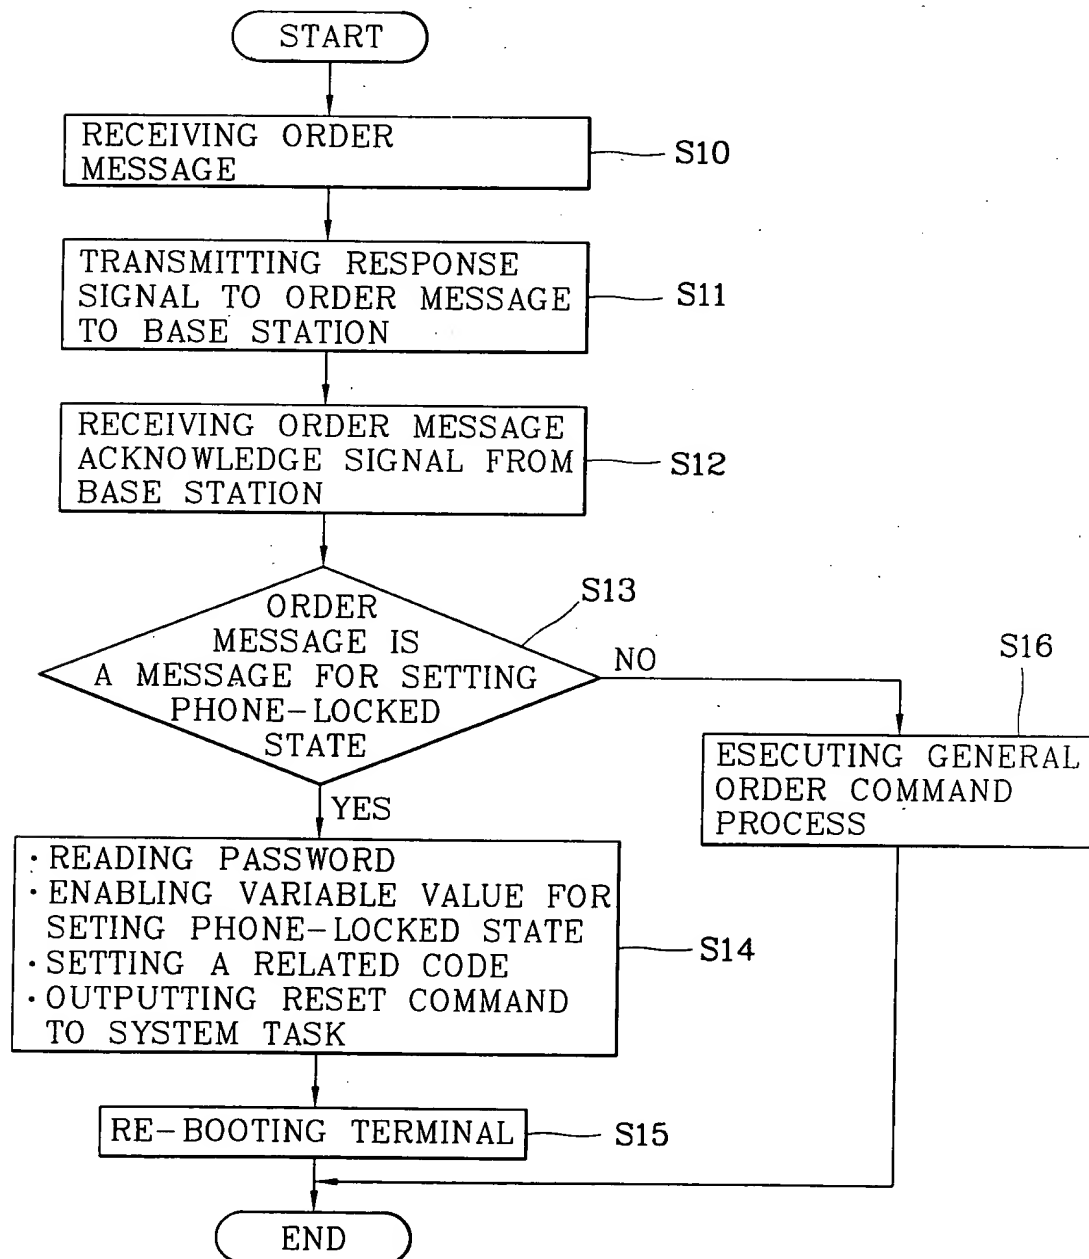 START
RECEIVING ORDER
MESSAGE
S10
TRANSMITTING RESPONSE
SIGNAL TO ORDER MESSAGE
TO BASE STATION
S11
RECEIVING ORDER MESSAGE
ACKNOWLEDGE SIGNAL FROM
BASE STATION
S12
ORDER
MESSAGE IS
A MESSAGE FOR SETTING
PHONE-LOCKED
STATE
S13
NO
S16
ESECUTING GENERAL
ORDER COMMAND
PROCESS
YES
· READING PASSWORD
· ENABLING VARIABLE VALUE FOR
SETING PHONE-LOCKED STATE
· SETTING A RELATED CODE
· OUTPUTTING RESET COMMAND
TO SYSTEM TASK
S14
RE-BOOTING TERMINAL
S15
END